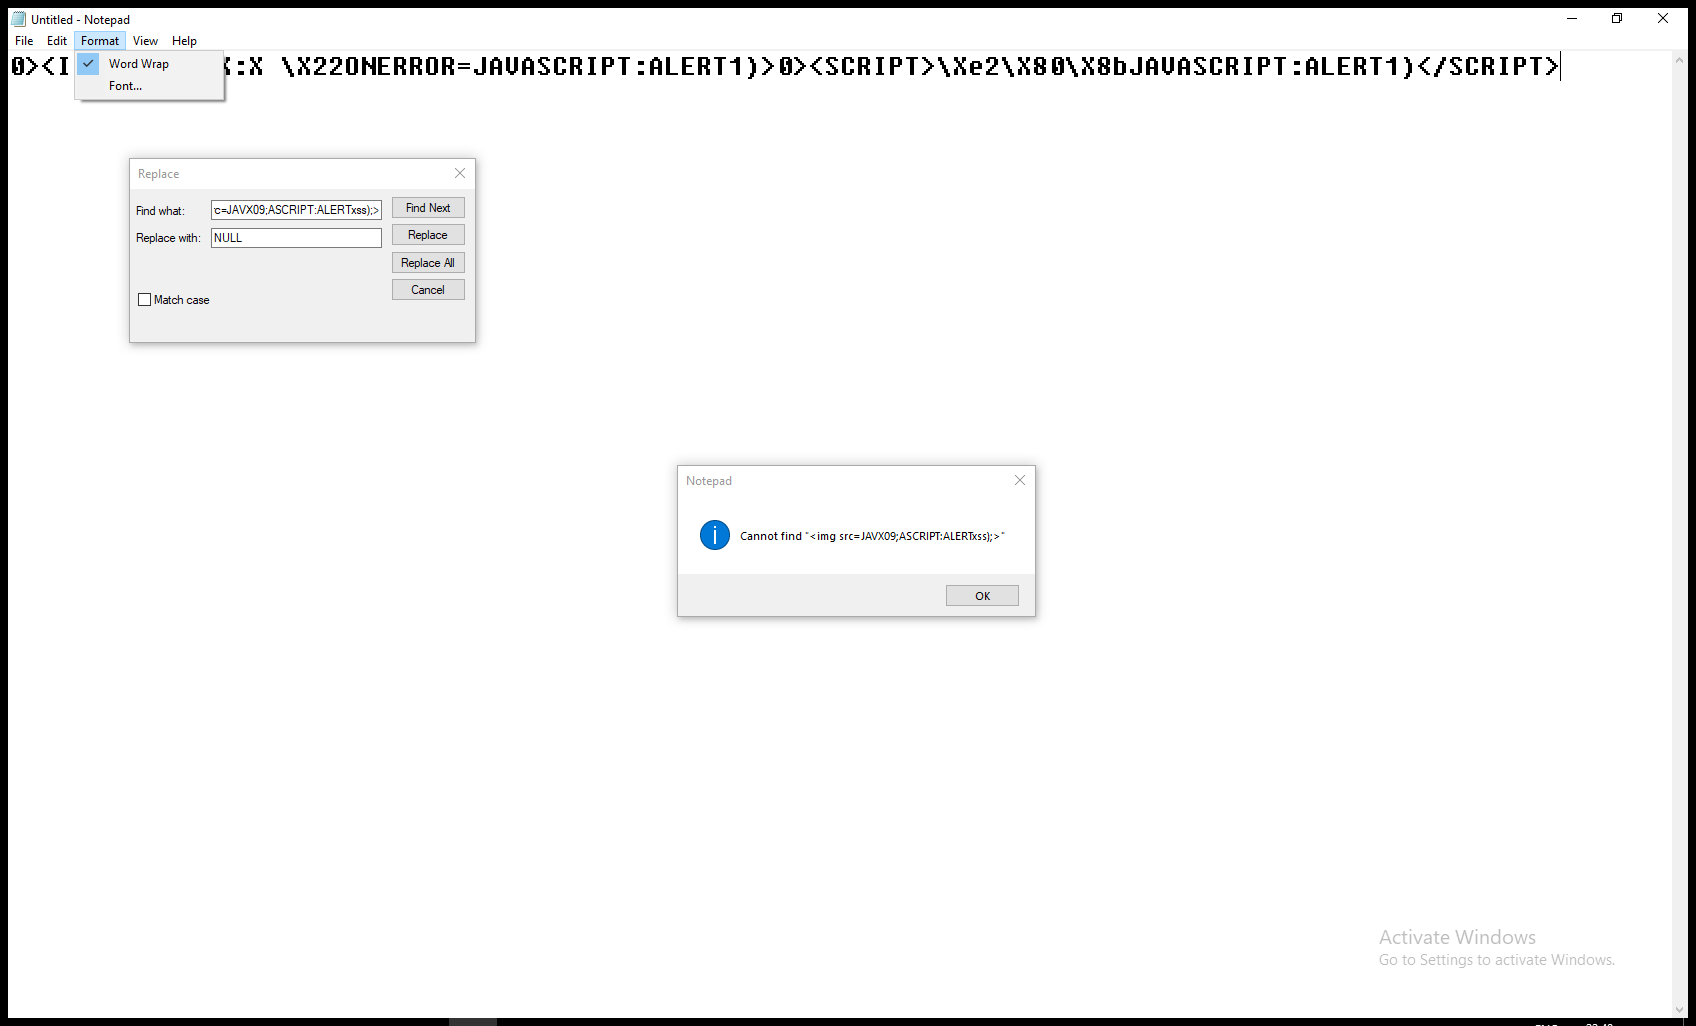 Untitled - Notepad
File Edit Format View Help
0><I :X \X22ONERROR=JAVASCRIPT:ALERT1)>0><SCRIPT>\Xe2\X80\X8bJAVASCRIPT:ALERT1)</SCRIPT>
Word Wrap
Font...
Replace
Find what: c=JAVX09;ASCRIPT:ALERTxss);> Find Next
Replace with: NULL Replace
Replace All
Cancel
Match case
Notepad
Cannot find "<img src=JAVX09;ASCRIPT:ALERTxss);>"
OK
Activate Windows
Go to Settings to activate Windows.